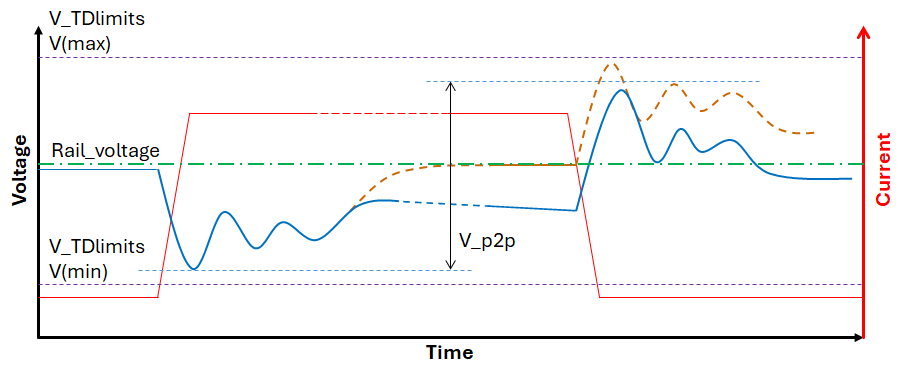 V_TDlimits
V(max)
Rail_voltage
Voltage
Current
V_TDlimits
V(min)
V_p2p
Time